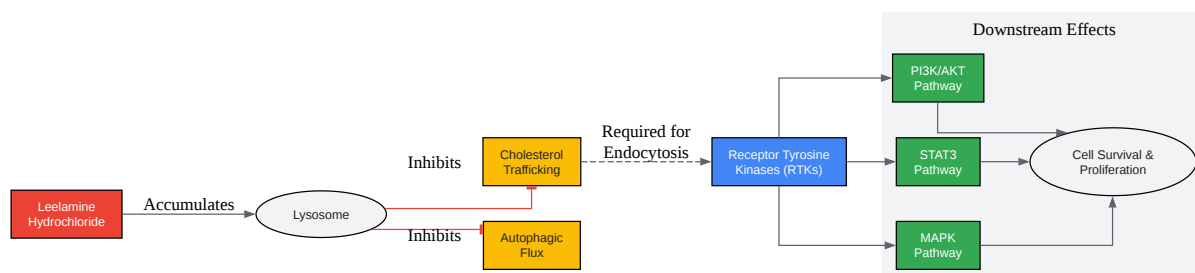 Downstream Effects
PI3K/AKT
Pathway
Required for
Endocytosis
Inhibits
Cholesterol
Trafficking
Receptor Tyrosine
Kinases (RTKs)
STAT3
Pathway
Cell Survival &
Proliferation
Leelamine
Hydrochloride
Accumulates
Lysosome
Inhibits
Autophagic
Flux
MAPK
Pathway